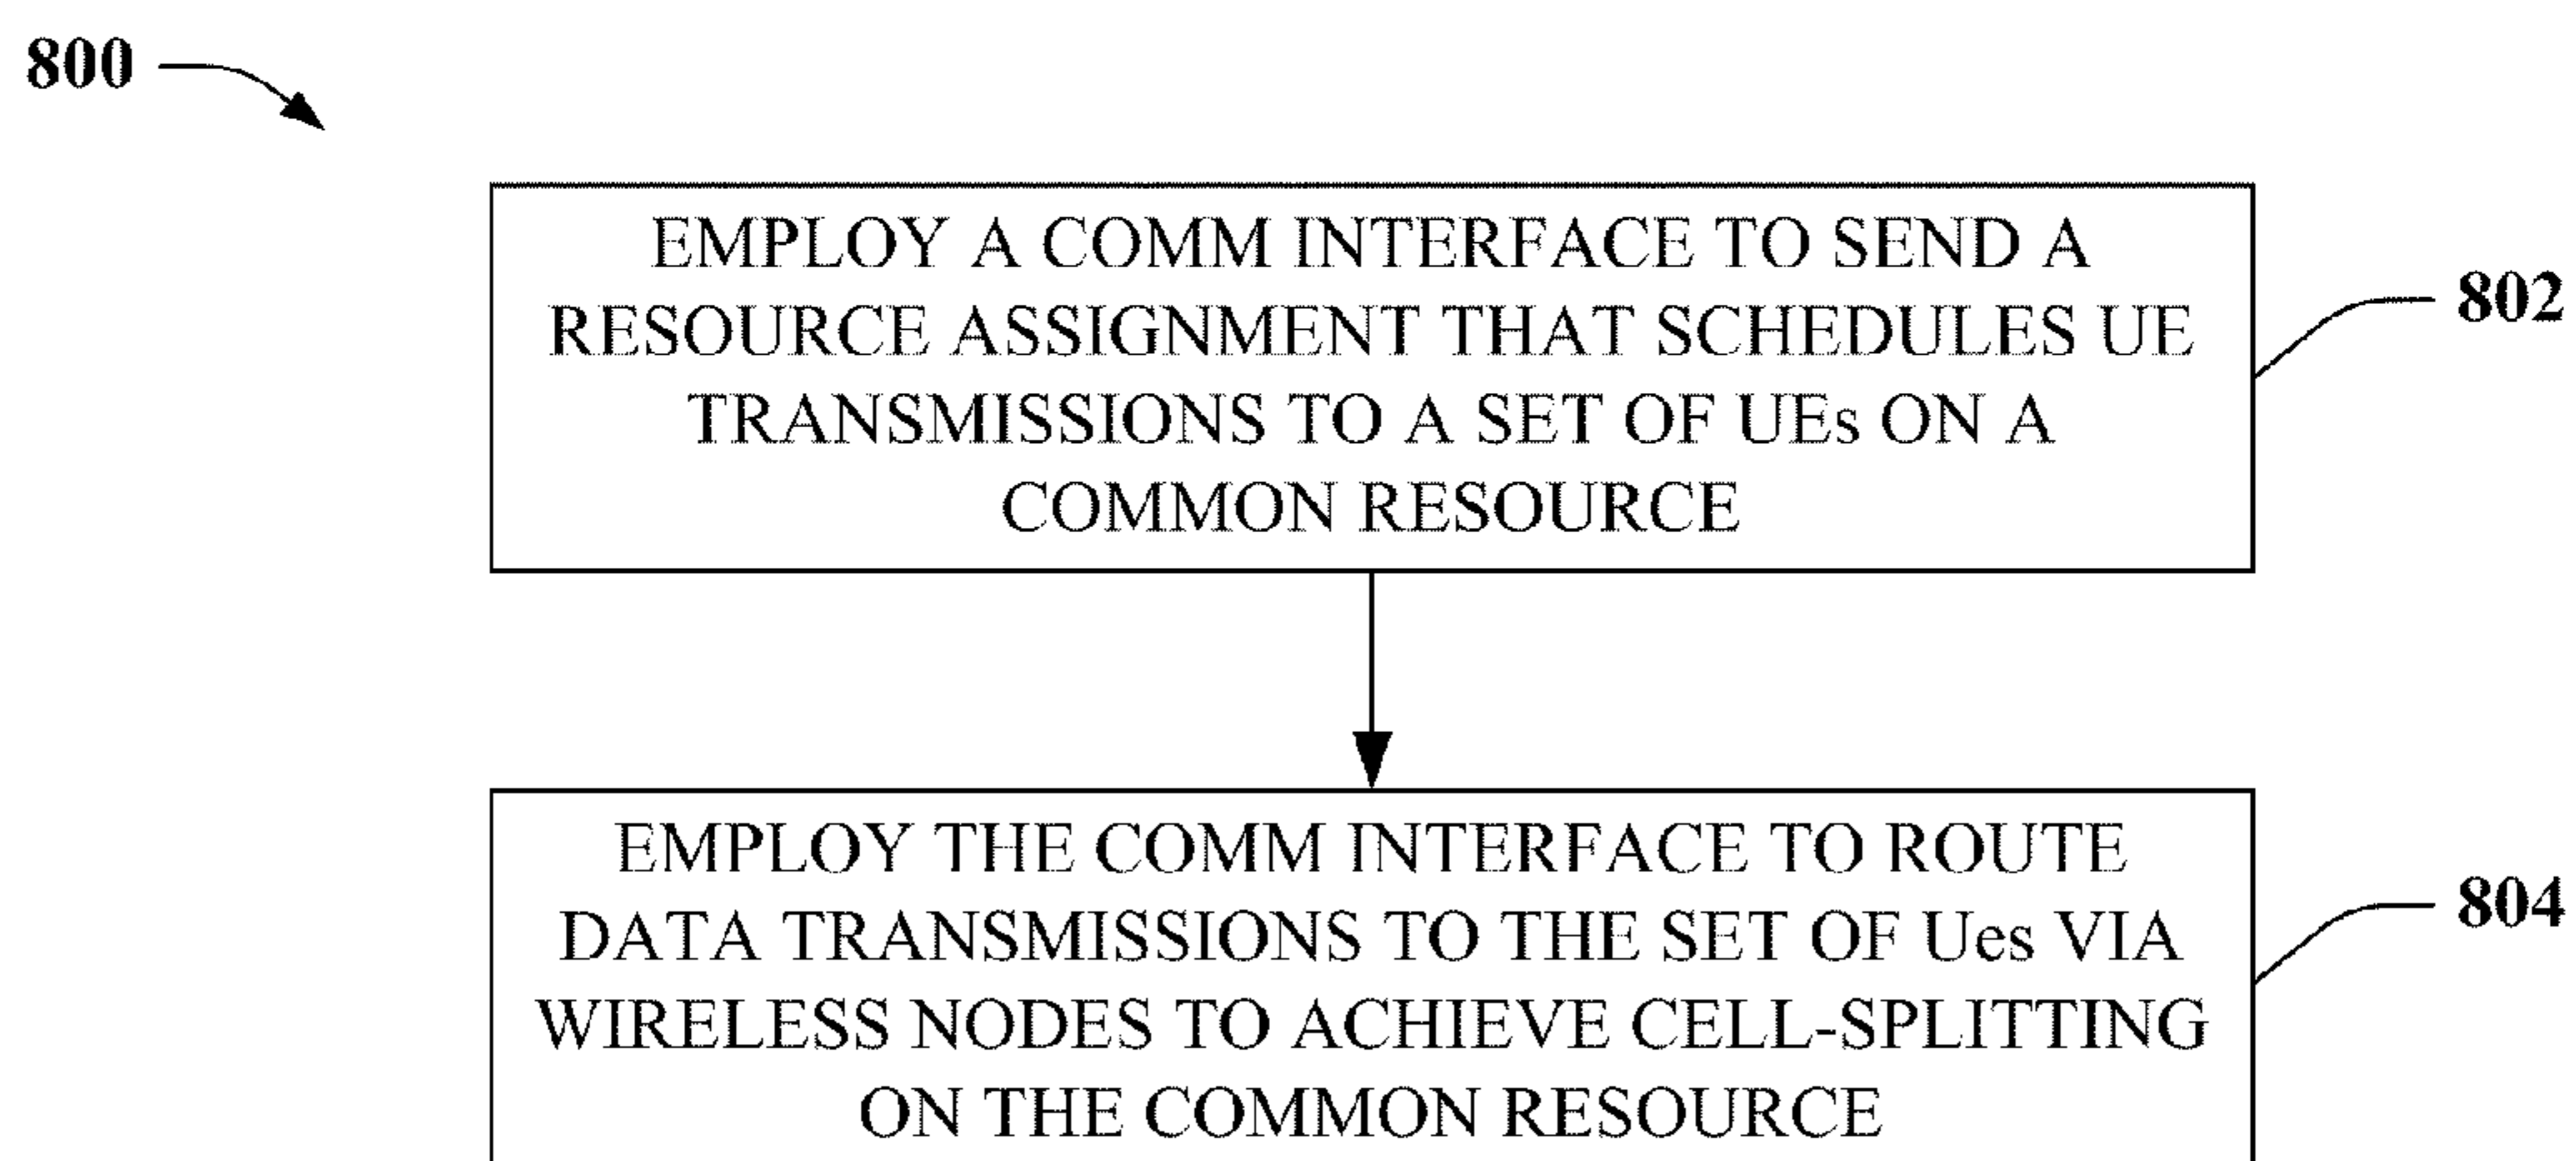 800
EMPLOY A COMM INTERFACE TO SEND A
RESOURCE ASSIGNMENT THAT SCHEDULES UE
TRANSMISSIONS TO A SET OF UEs ON A
COMMON RESOURCE
802
EMPLOY THE COMM INTERFACE TO ROUTE
DATA TRANSMISSIONS TO THE SET OF Ues VIA
WIRELESS NODES TO ACHIEVE CELL-SPLITTING
ON THE COMMON RESOURCE
804